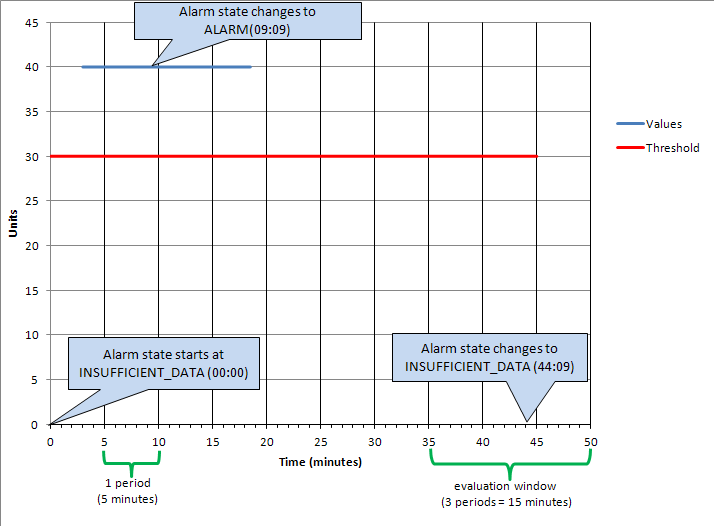 Alarm state changes to
ALARM(09:09)
45
40
35
30
25
20
15
10
5
0
Units
Values
Threshold
Alarm state starts at
INSUFFICIENT_DATA (00:00)
Alarm state changes to
INSUFFICIENT_DATA (44:09)
0 5 10 15 20 25 30 35 40 45 50
Time (minutes)
1 period
(5 minutes)
evaluation window
(3 periods = 15 minutes)